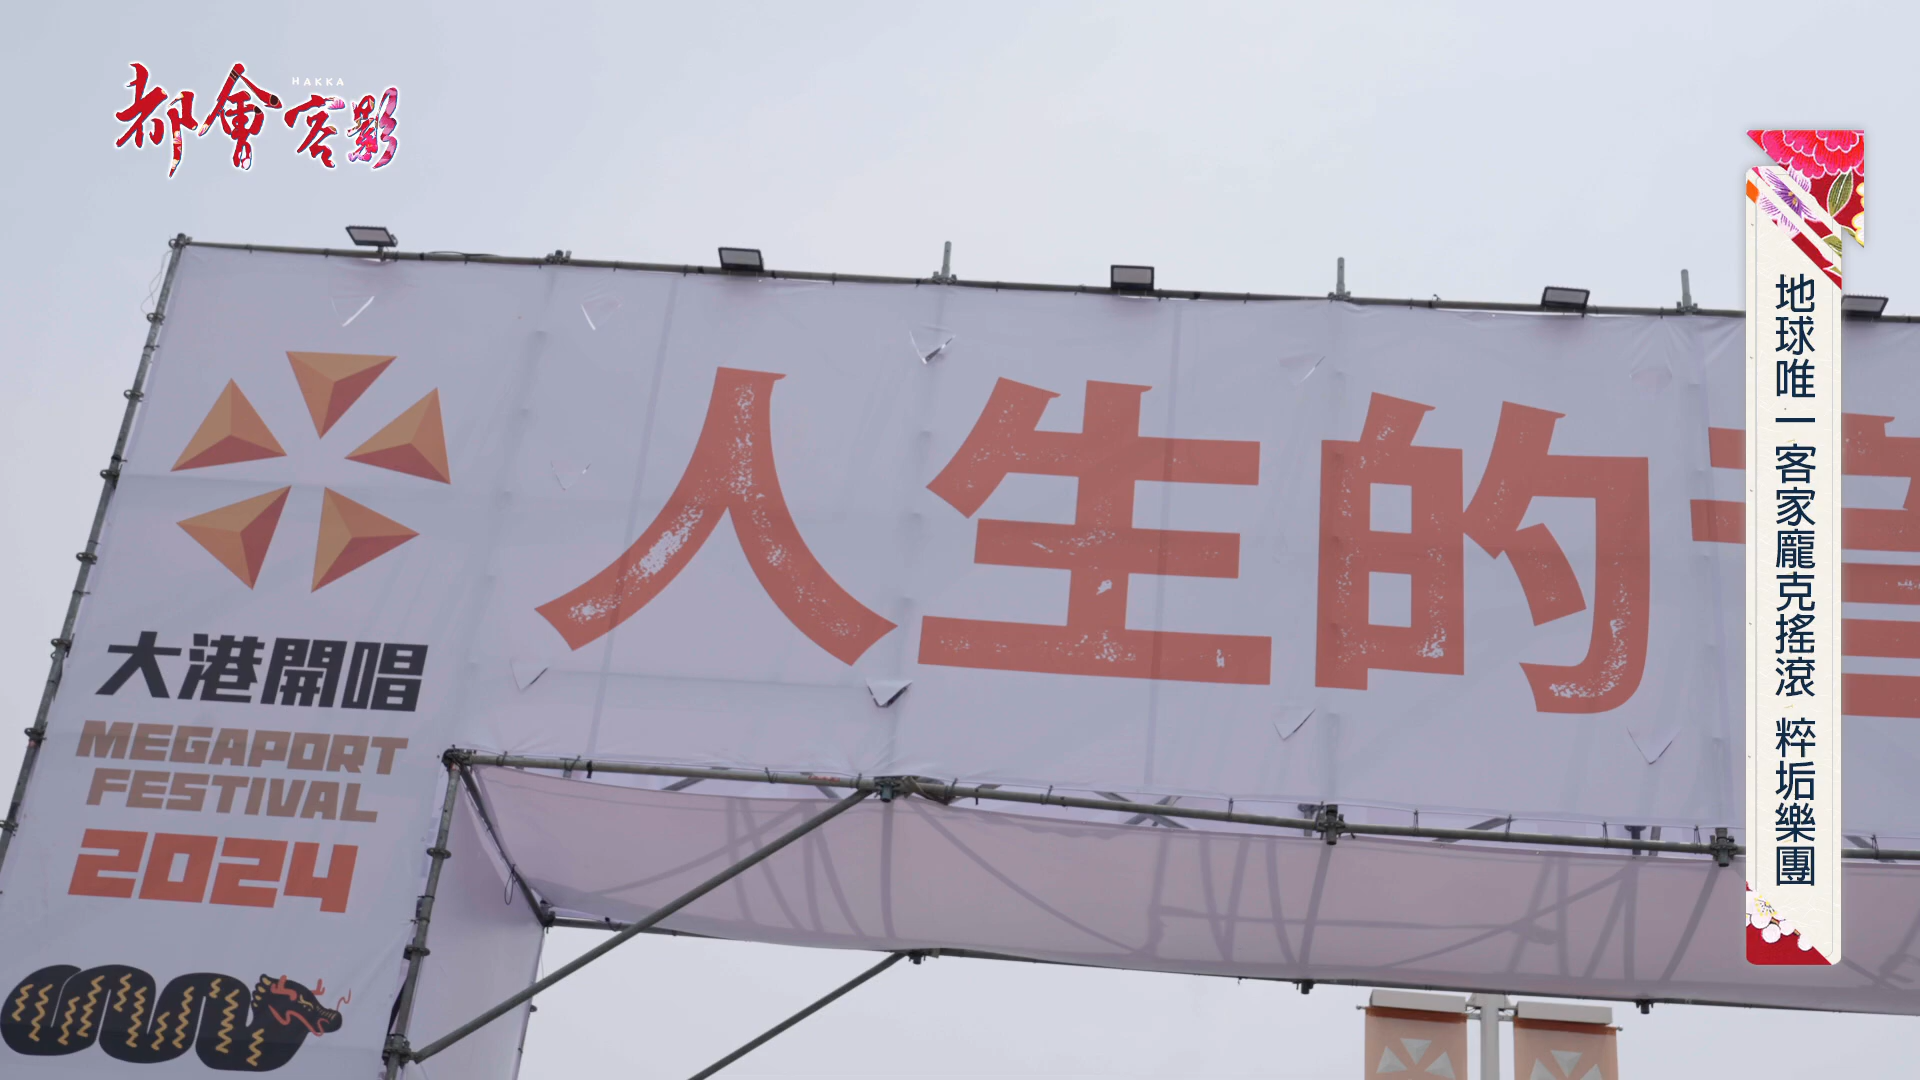 都會客影
HAKKA
人生的音
大港開唱
MEGAPORT
FESTIVAL
2024
地球唯一客家龐克搖滾 粹垢樂團